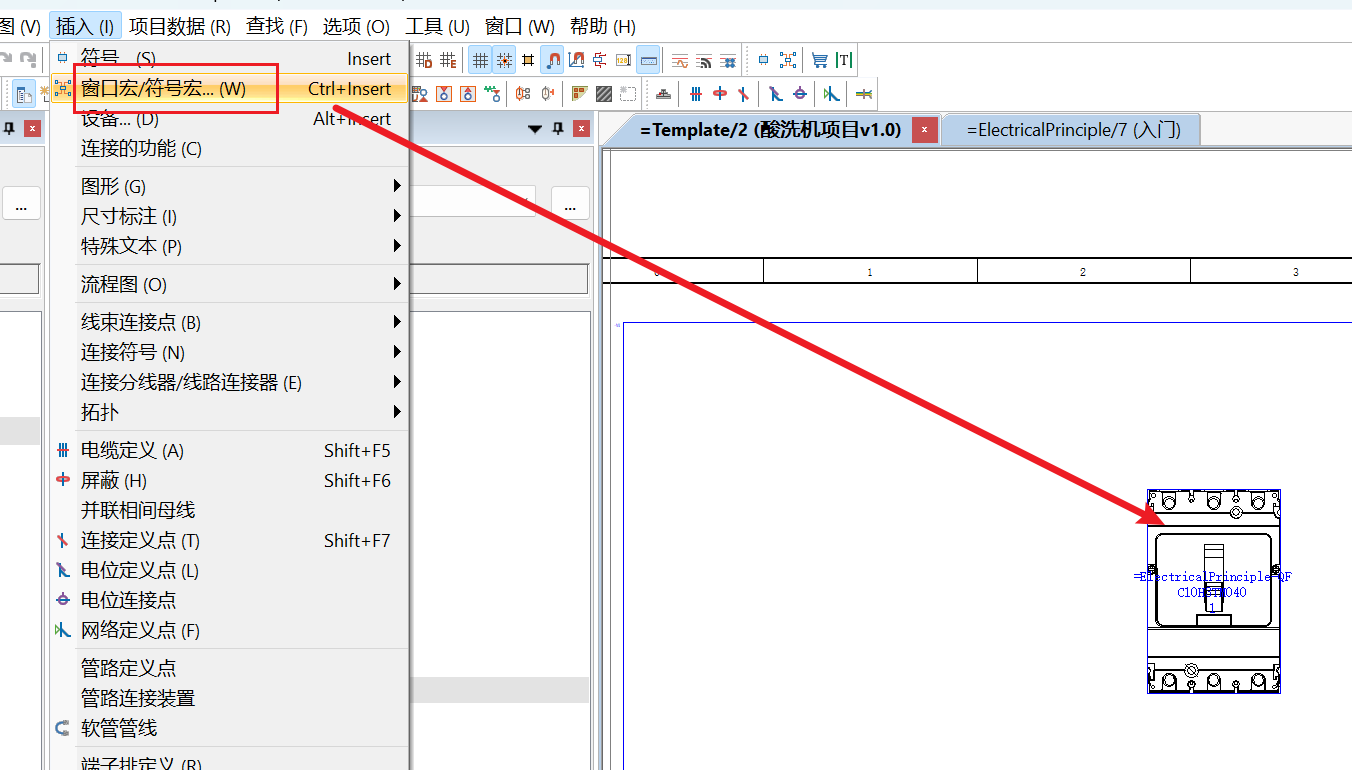 图 (V) 插入 (I) 项目数据 (R) 查找 (F) 选项 (O) 工具 (U) 窗口 (W) 帮助 (H)
符号... (S) Insert
窗口宏/符号宏... (W) Ctrl+Insert
设备... (D) Alt+Insert
连接的功能 (C)
图形 (G)
尺寸标注 (I)
特殊文本 (P)
流程图 (O)
线束连接点 (B)
连接符号 (N)
连接分线器/线路连接器 (E)
拓扑
电缆定义 (A) Shift+F5
屏蔽 (H) Shift+F6
并联相间母线
连接定义点 (T) Shift+F7
电位定义点 (L)
电位连接点
网络定义点 (F)
管路定义点
管路连接装置
软管管线
端子排定义 (R)
...
...
=Template/2 (酸洗机项目v1.0)
=ElectricalPrinciple/7 (入门)
1 2 3
=ElectricalPrinciple-QF
C10H3TM040
1